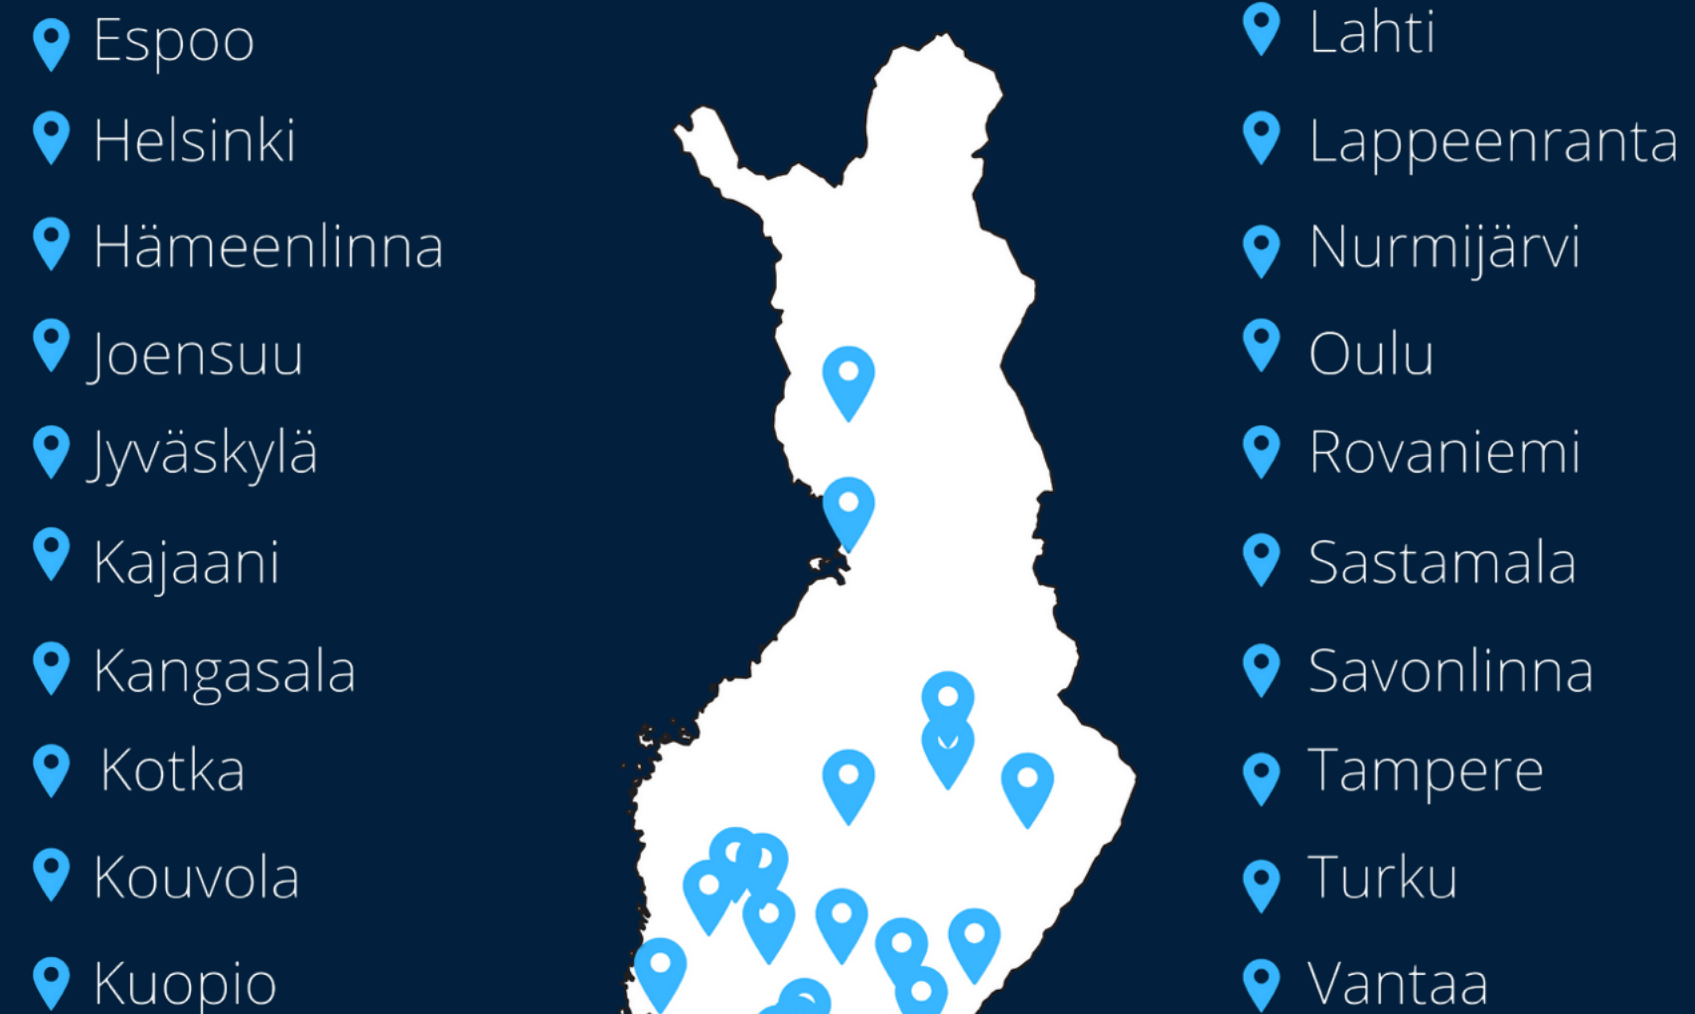 Espoo
Helsinki
Hämeenlinna
Joensuu
Jyväskylä
Kajaani
Kangasala
Kotka
Kouvola
Kuopio
Lahti
Lappeenranta
Nurmijärvi
Oulu
Rovaniemi
Sastamala
Savonlinna
Tampere
Turku
Vantaa